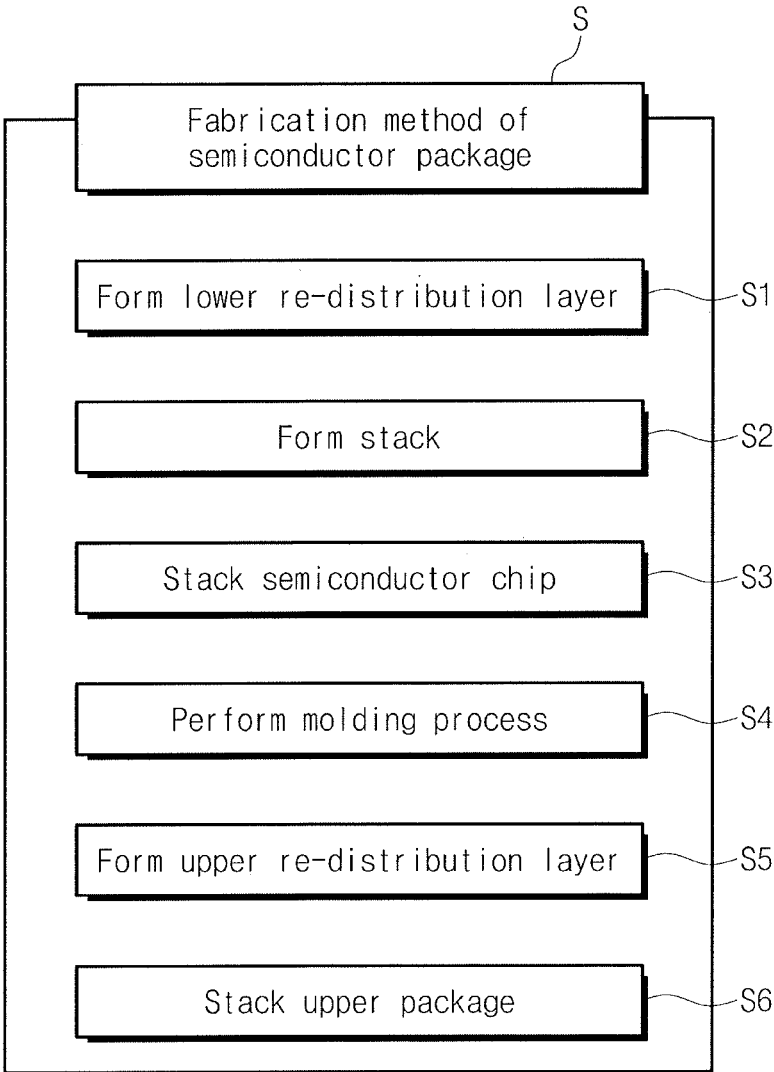 S
Fabrication method of
semiconductor package
Form lower re-distribution layer
S1
Form stack
S2
Stack semiconductor chip
S3
Perform molding process
S4
Form upper re-distribution layer
S5
Stack upper package
S6